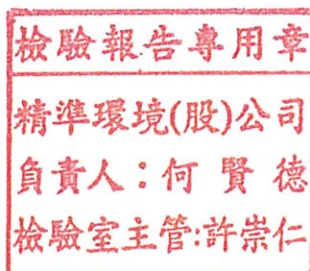 檢驗報告專用章
精準環境(股)公司
負責人：何賢德
檢驗室主管:許崇仁